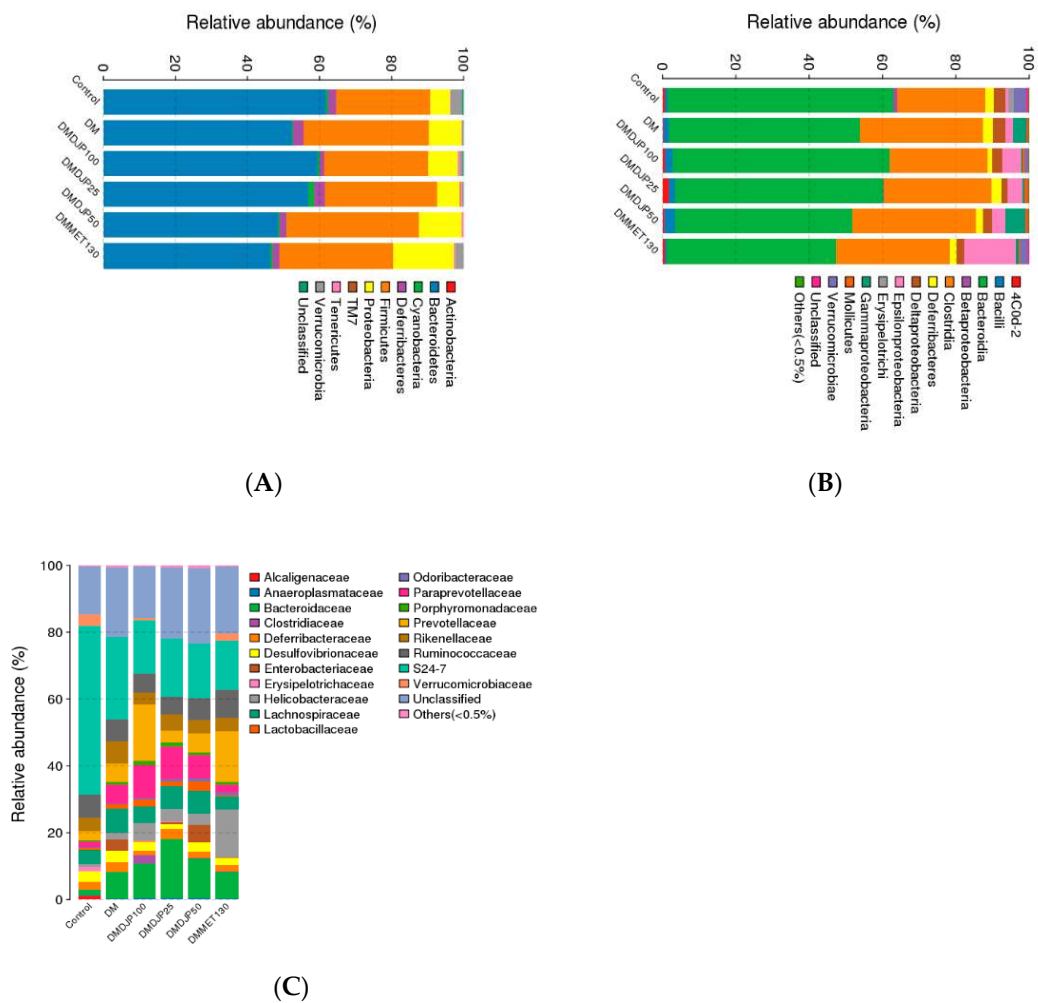 Relative abundance (%)
0 20 40 60 80 100
Control
DM
DMDJP100
DMDJP25
DMDJP50
DMMET130
Actinobacteria
Bacteroidetes
Cyanobacteria
Deferribacteres
Firmicutes
Proteobacteria
TM7
Tenericutes
Verrucomicrobia
Unclassified
(A)
Relative abundance (%)
0 20 40 60 80 100
Control
DM
DMDJP100
DMDJP25
DMDJP50
DMMET130
4C0d-2
Bacilli
Bacteroidia
Betaproteobacteria
Clostridia
Deferribacteres
Deltaproteobacteria
Epsilonproteobacteria
Erysipelotrichi
Gammaproteobacteria
Mollicutes
Verrucomicrobiae
Unclassified
Others(<0.5%)
(B)
Relative abundance (%)
100
80
60
40
20
0
Control
DM
DMDJP100
DMDJP25
DMDJP50
DMMET130
Alcaligenaceae
Anaeroplasmataceae
Bacteroidaceae
Clostridiaceae
Deferribacteraceae
Desulfovibrionaceae
Enterobacteriaceae
Erysipelotrichaceae
Helicobacteraceae
Lachnospiraceae
Lactobacillaceae
Odoribacteraceae
Paraprevotellaceae
Porphyromonadaceae
Prevotellaceae
Rikenellaceae
Ruminococcaceae
S24-7
Verrucomicrobiaceae
Unclassified
Others(<0.5%)
(C)